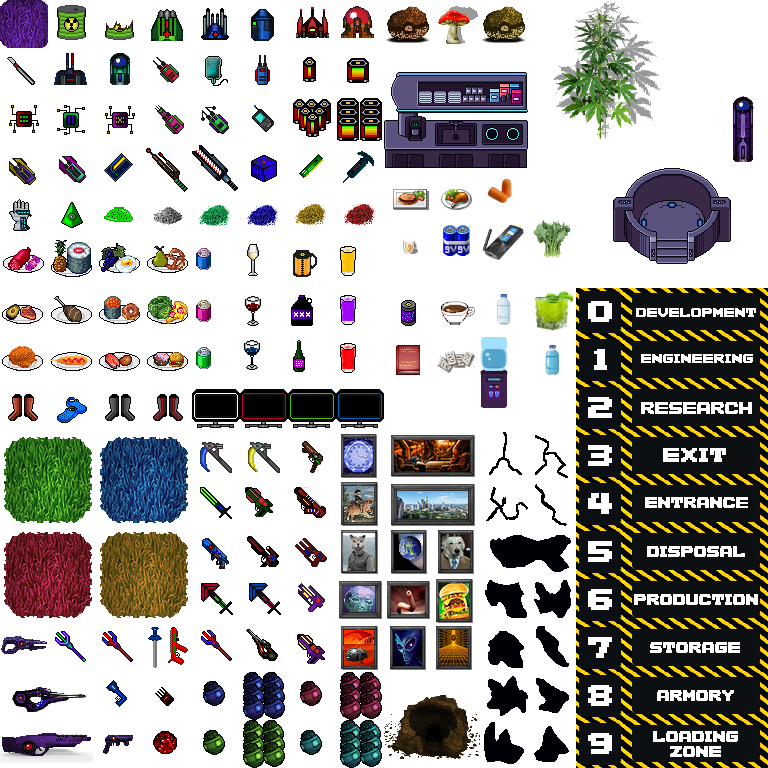 0 DEVELOPMENT
1 ENGINEERING
2 RESEARCH
3 EXIT
4 ENTRANCE
5 DISPOSAL
6 PRODUCTION
7 STORAGE
8 ARMORY
9 LOADING
ZONE